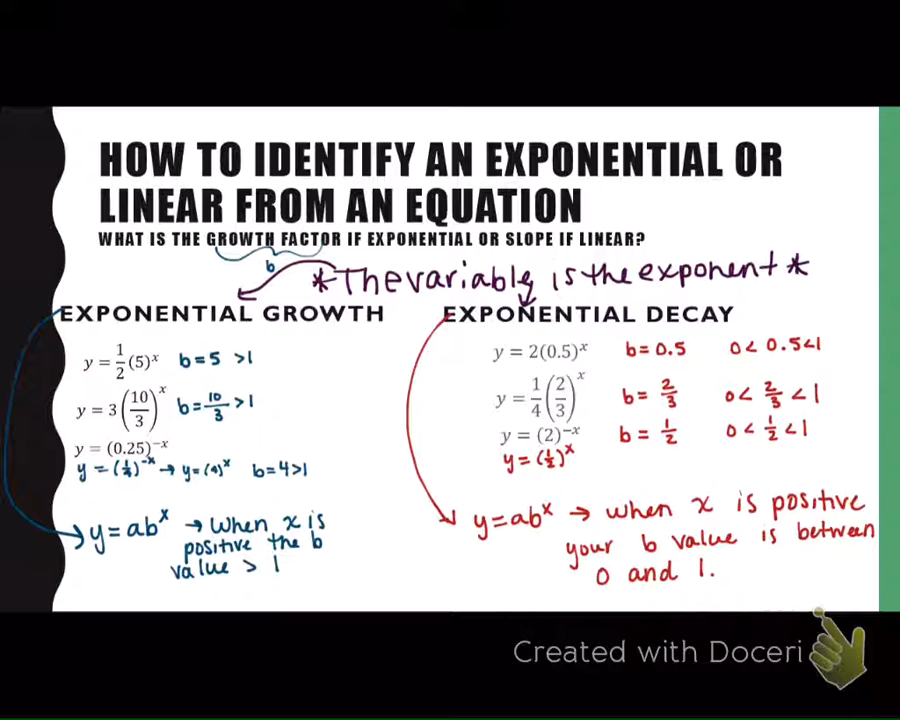 HOW TO IDENTIFY AN EXPONENTIAL OR
LINEAR FROM AN EQUATION
WHAT IS THE GROWTH FACTOR IF EXPONENTIAL OR SLOPE IF LINEAR?
b
*The variable is the exponent*
EXPONENTIAL GROWTH
y = 1/2 (5)^x b=5 >1
y = 3 (10/3)^x b=10/3 >1
y = (0.25)^-x
y = (1/4)^-x → y=(4)^x b=4>1
y=ab^x → When x is
positive the b
value > 1
EXPONENTIAL DECAY
y = 2(0.5)^x b=0.5 0<0.5<1
y = 1/4 (2/3)^x b= 2/3 0< 2/3 <1
y = (2)^-x b= 1/2 0< 1/2 <1
y=(1/2)^x
y=ab^x → when x is positive
your b value is between
0 and 1.
Created with Doceri